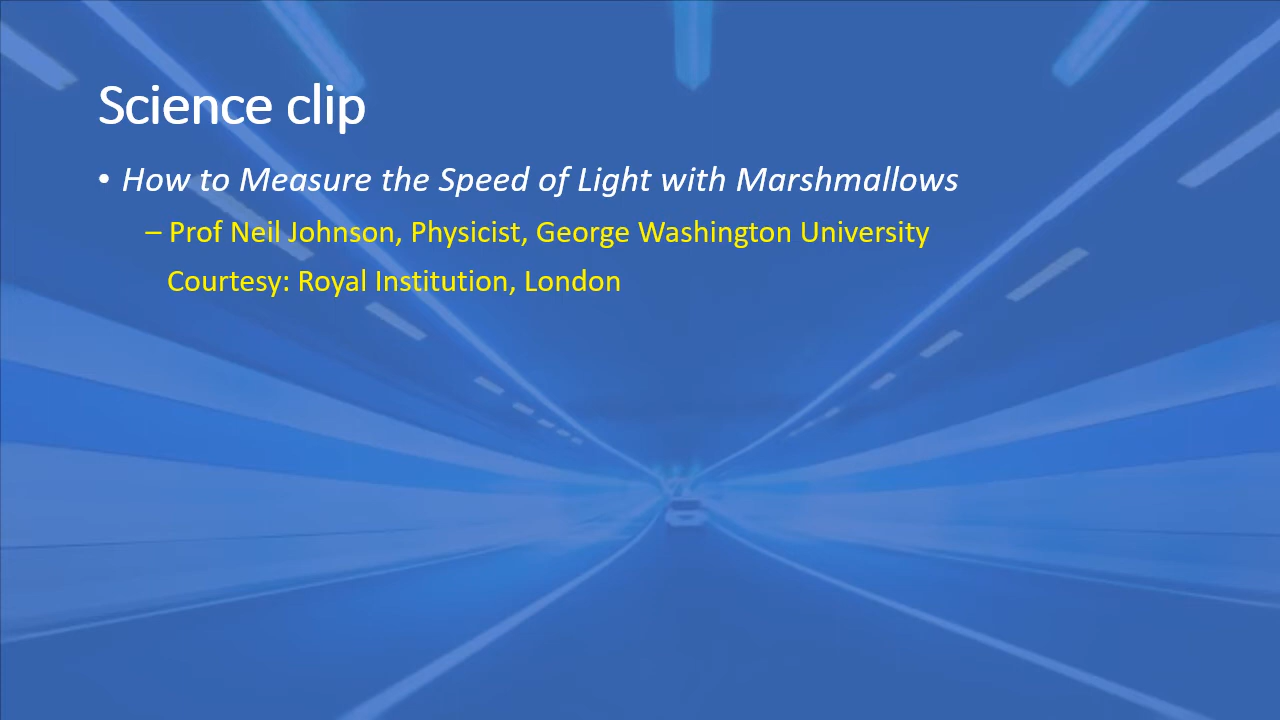 Science clip
• How to Measure the Speed of Light with Marshmallows
– Prof Neil Johnson, Physicist, George Washington University
Courtesy: Royal Institution, London